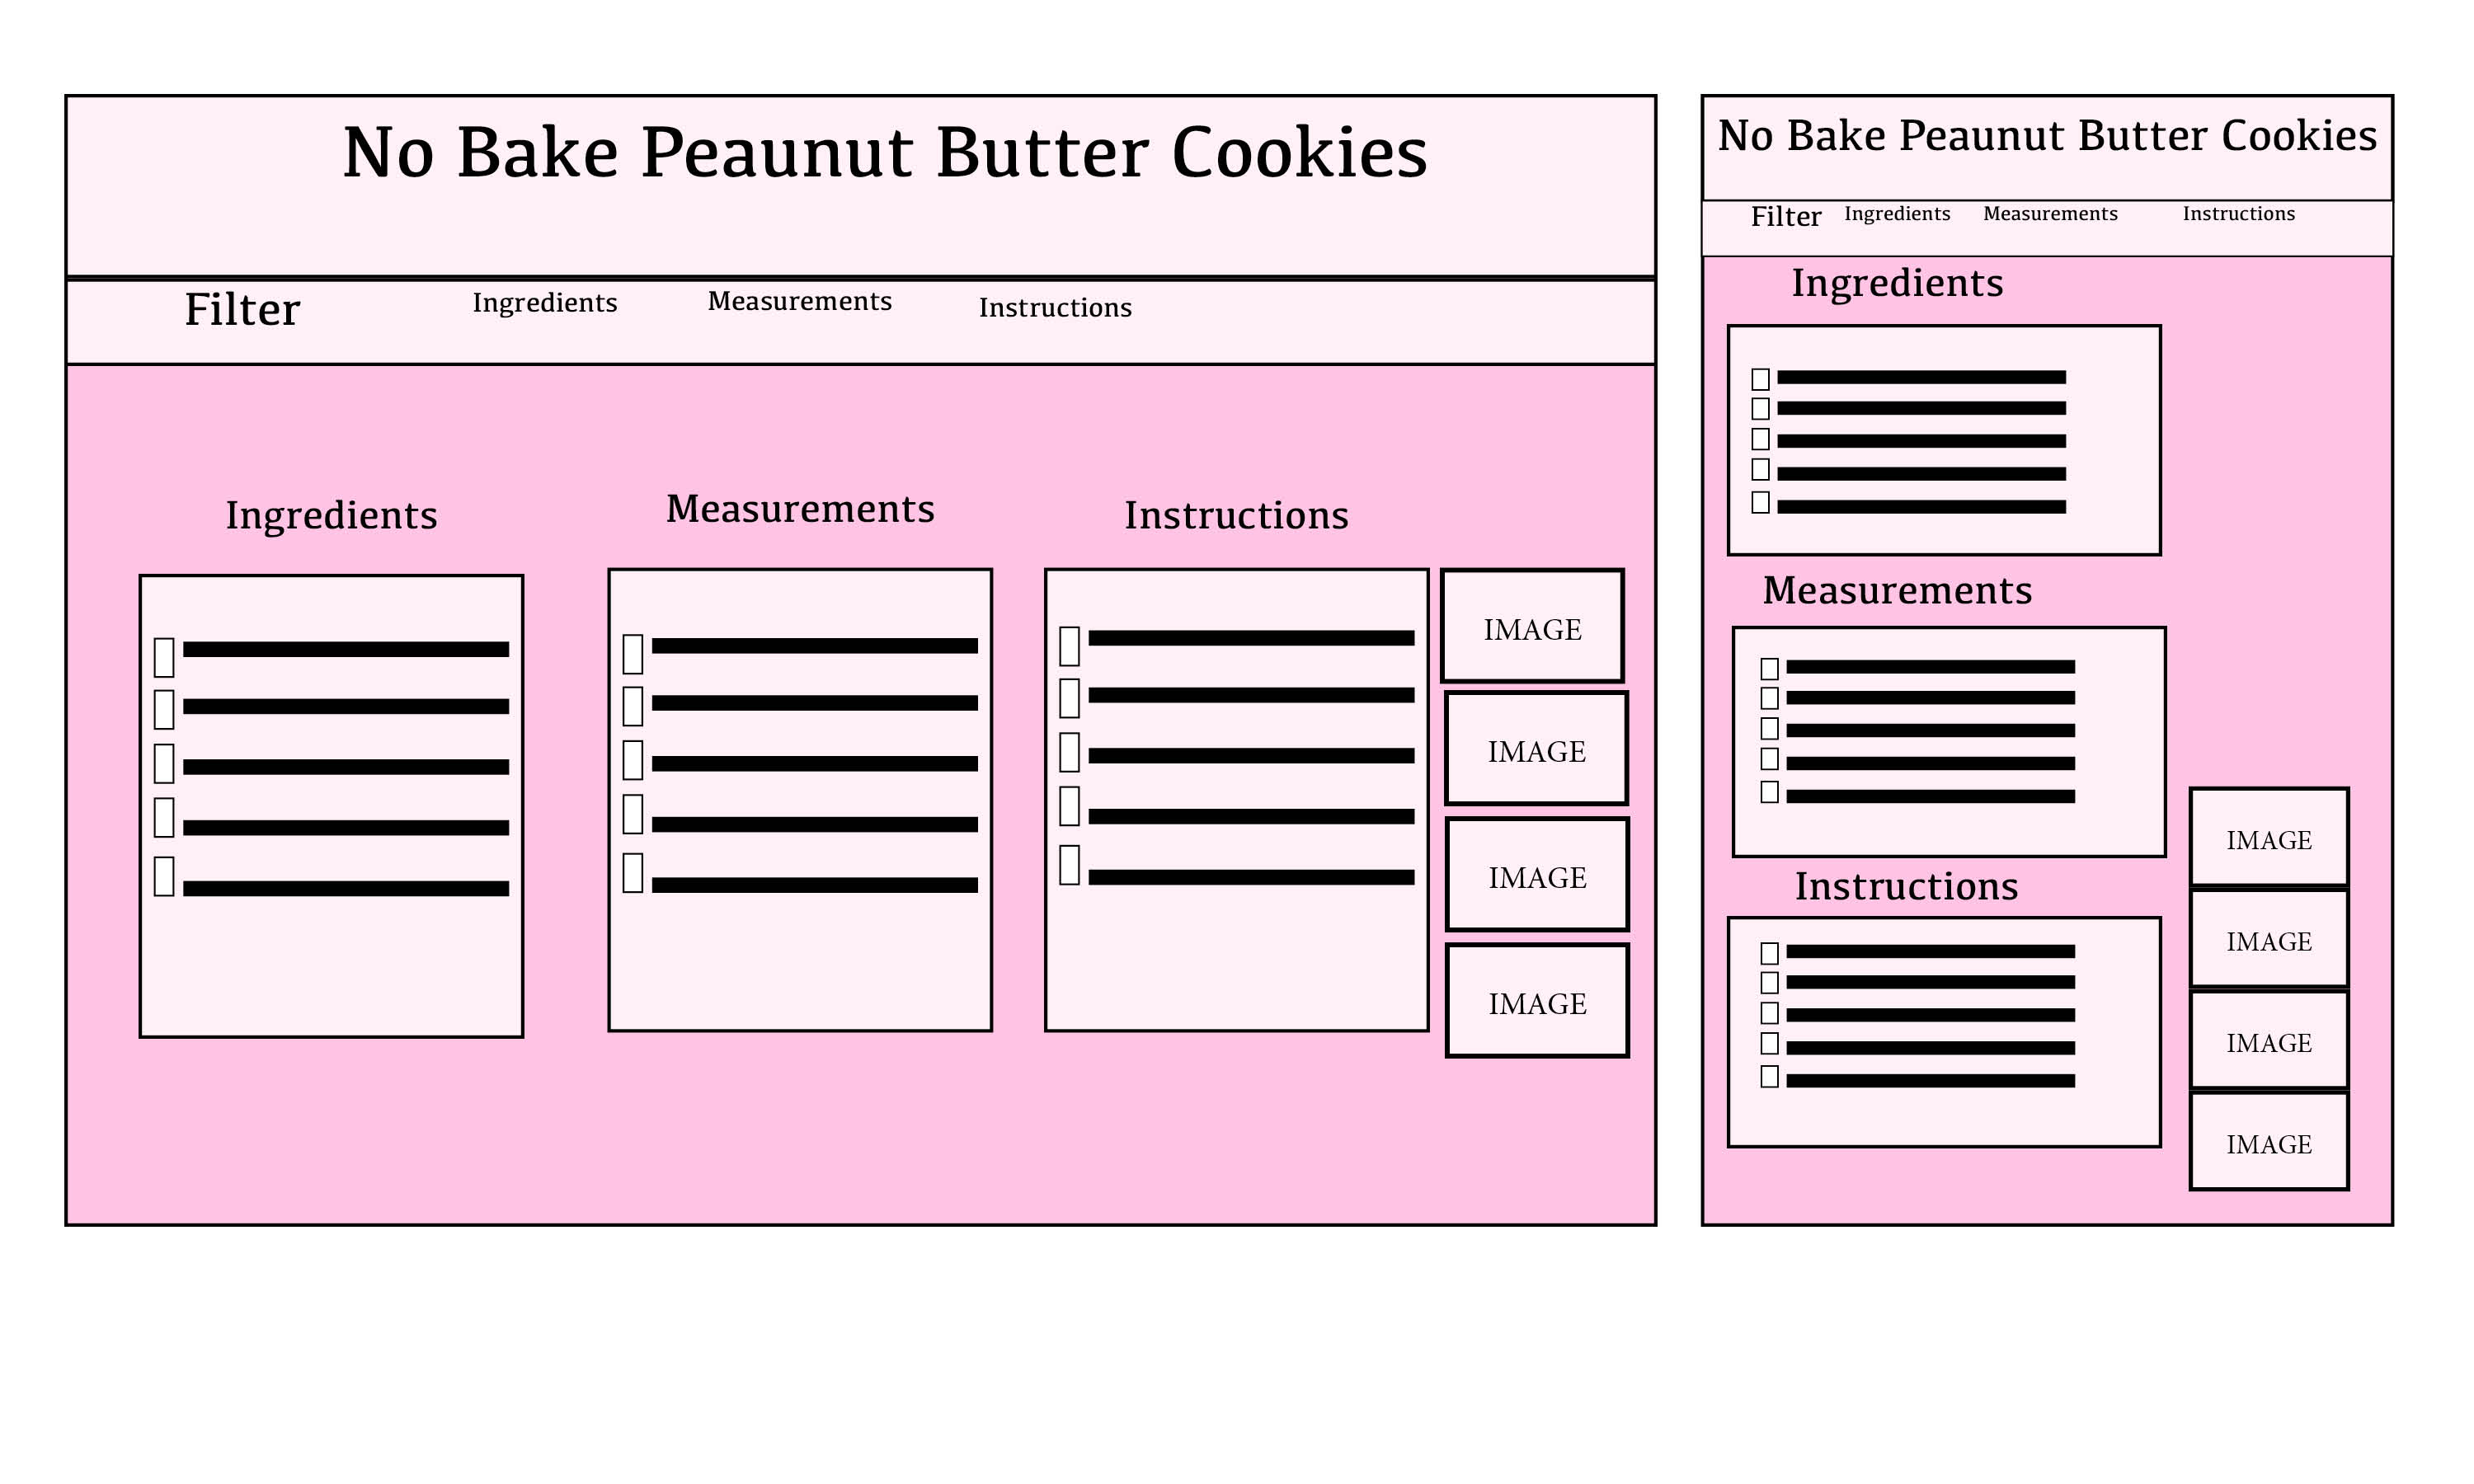 No Bake Peaunut Butter Cookies
Filter Ingredients Measurements Instructions
Ingredients Measurements Instructions
IMAGE
IMAGE
IMAGE
IMAGE
No Bake Peaunut Butter Cookies
Filter Ingredients Measurements Instructions
Ingredients
Measurements
Instructions
IMAGE
IMAGE
IMAGE
IMAGE